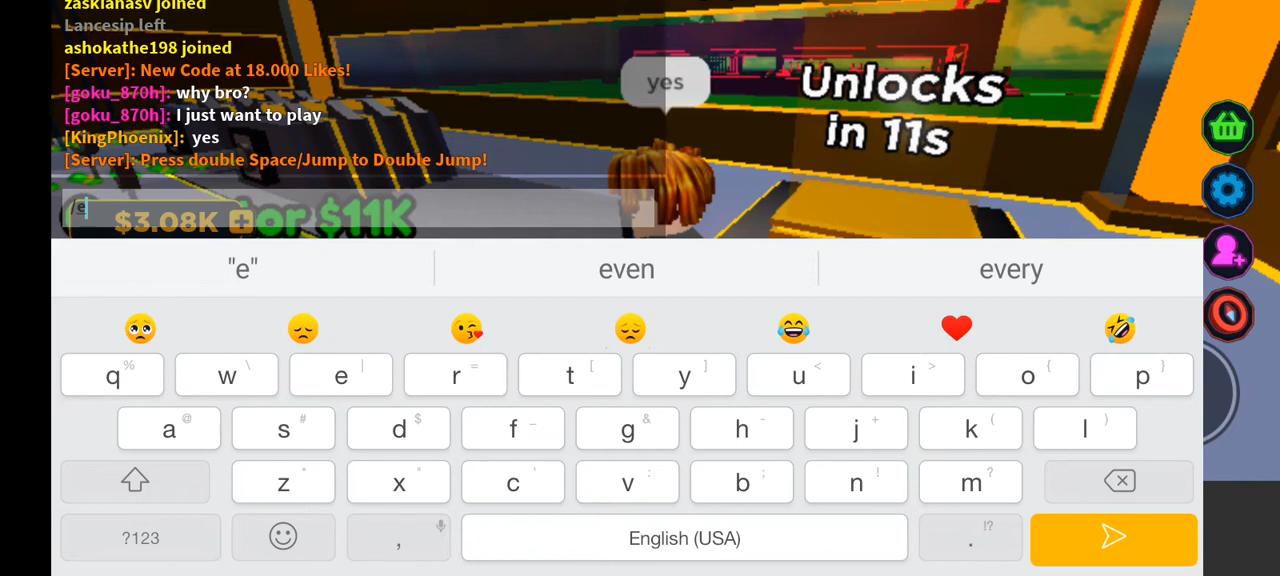 zaskianasv joined
Lancesip left
ashokathe198 joined
[Server]: New Code at 18.000 Likes!
[goku_870h]: why bro?
[goku_870h]: I just want to play
[KingPhoenix]: yes
[Server]: Press double Space/Jump to Double Jump!
yes
Unlocks
in 11s
/e
$3.08K + or $11K
"e" even every
q % w \ e | r = t [ y ] u < i > o { p }
a @ s # d $ f _ g & h - j + k ( l )
z * x " c ' v : b ; n ! m ?
?123 , English (USA) . !?